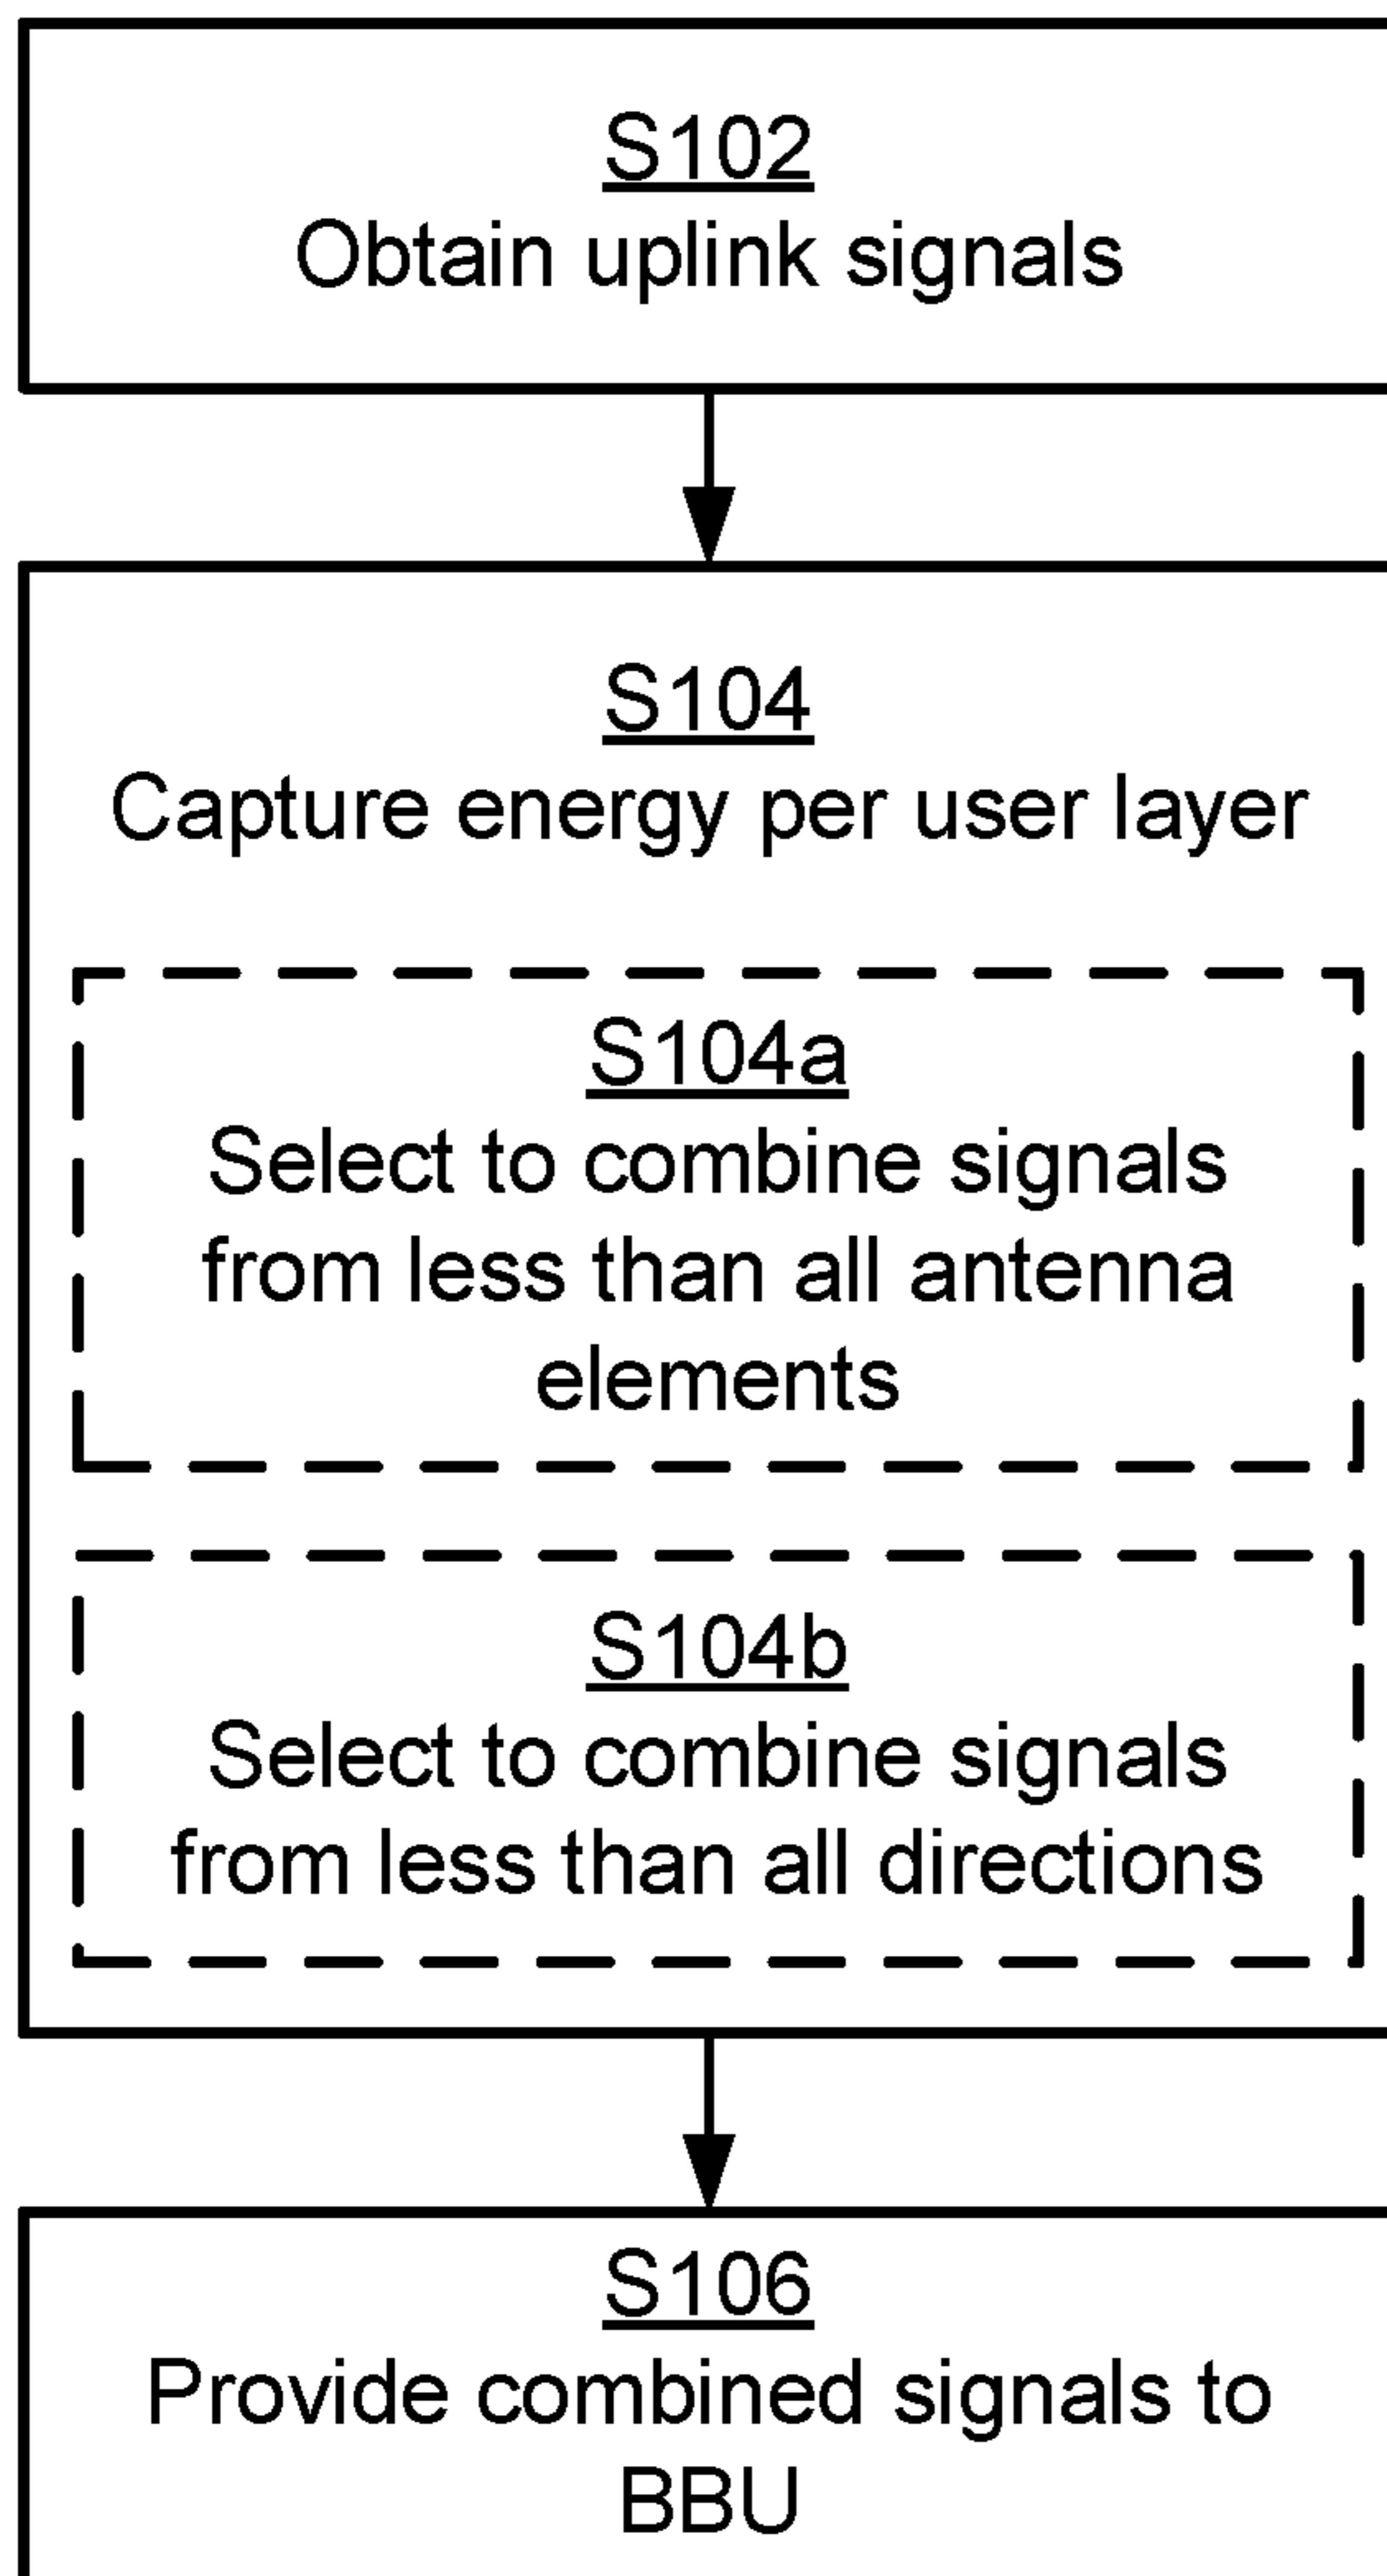 S102
Obtain uplink signals
S104
Capture energy per user layer
S104a
Select to combine signals
from less than all antenna
elements
S104b
Select to combine signals
from less than all directions
S106
Provide combined signals to
BBU